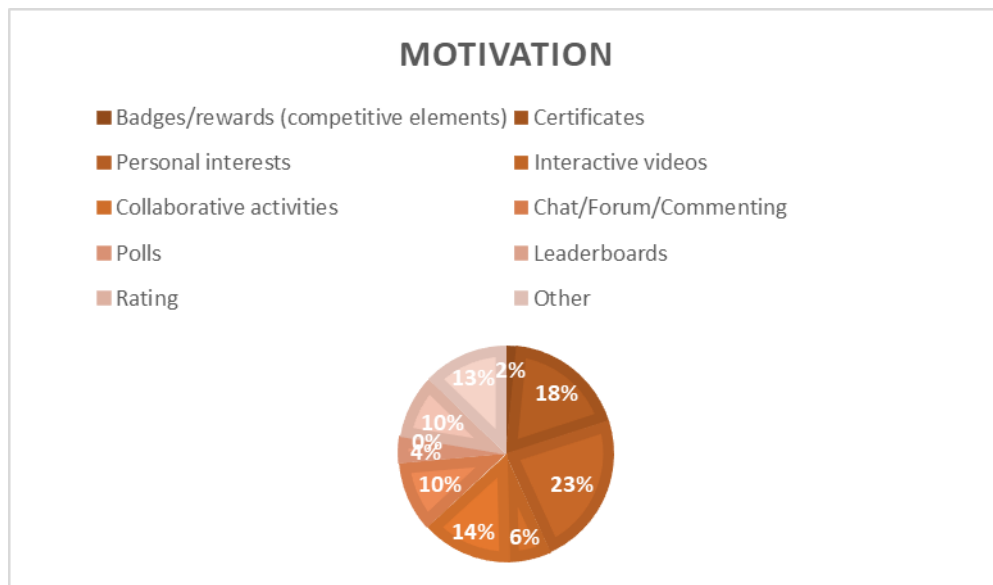 MOTIVATION
Badges/rewards (competitive elements) Certificates
Personal interests Interactive videos
Collaborative activities Chat/Forum/Commenting
Polls Leaderboards
Rating Other
13% 2%
18%
10%
0%
4%
10% 23%
14% 6%